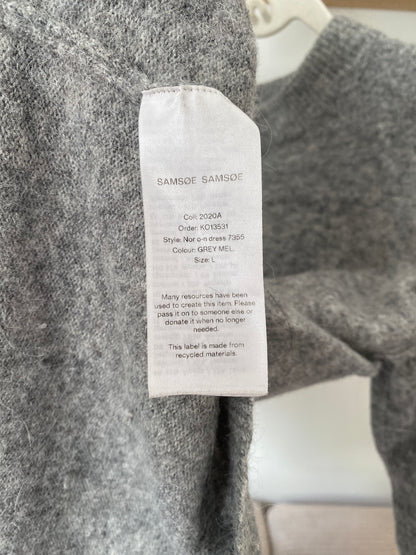 SAMSØE SAMSØE
Coll: 2020A
Order: KO13531
Style: Nor o-n dress 7355
Colour: GREY MEL.
Size: L
Many resources have been
used to create this item. Please
pass it on to someone else or
donate it when no longer
needed.
This label is made from
recycled materials.